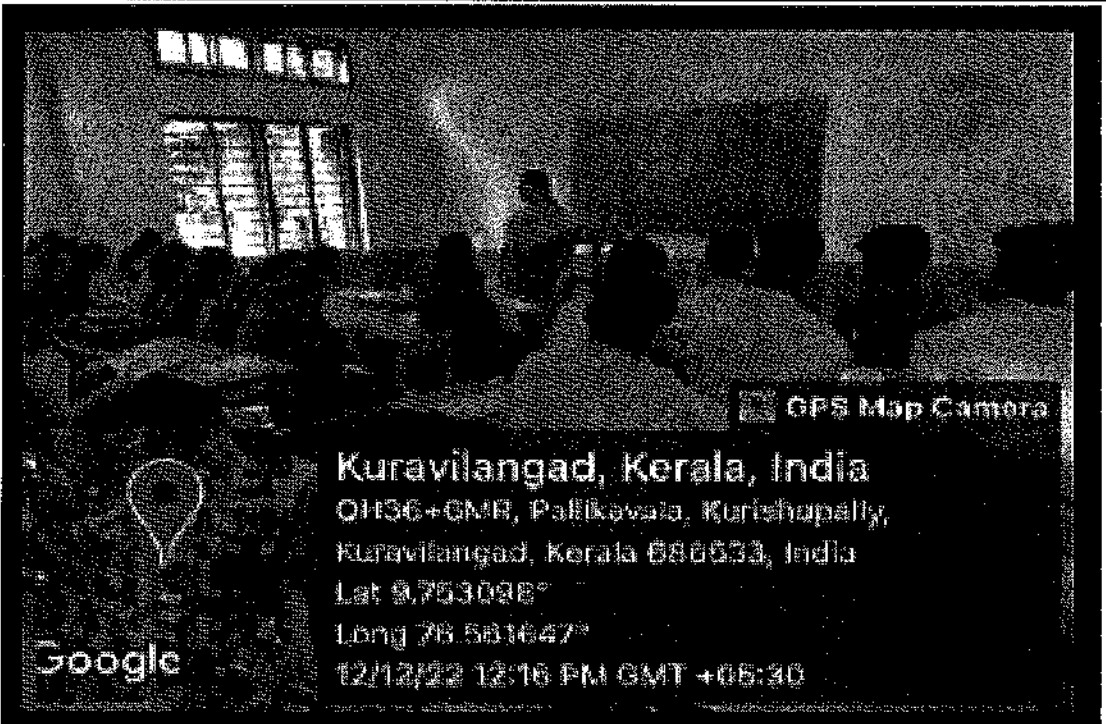 GPS Map Camera
Kuravilangad, Kerala, India
Pallikavala, Kurishupally,
Kuravilangad, Kerala 686633, India
Lat 9.753098°
Long 76.561647°
12/12/22 12:16 PM GMT +05:30
Google